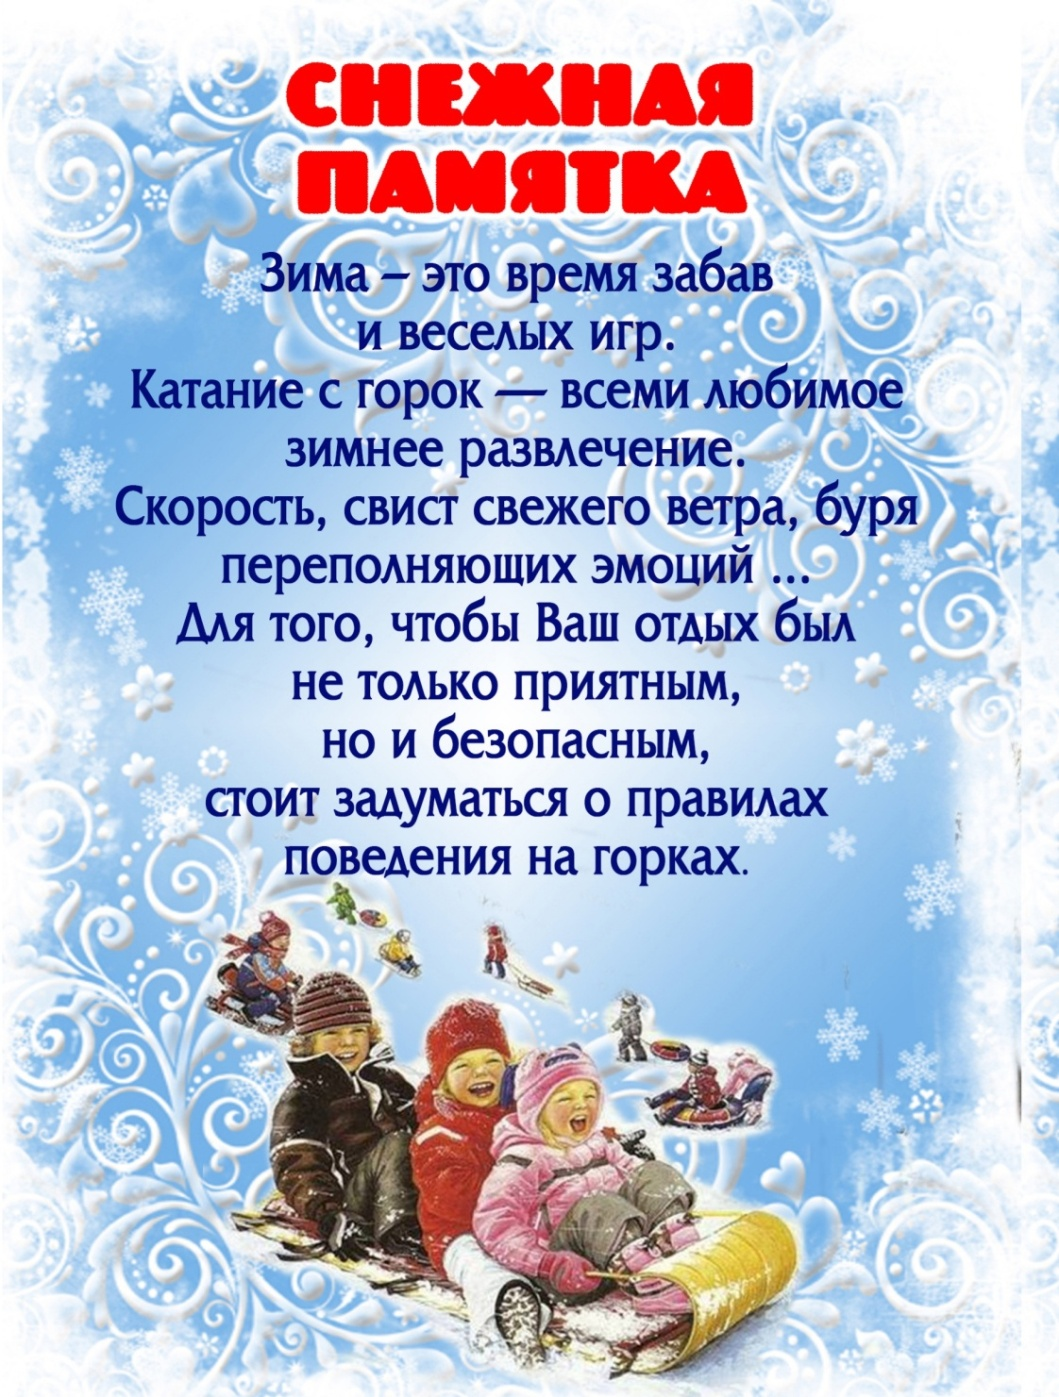 СНЕЖНАЯ
ПАМЯТКА
Зима – это время забав
и веселых игр.
Катание с горок — всеми любимое
зимнее развлечение.
Скорость, свист свежего ветра, буря
переполняющих эмоций ...
Для того, чтобы Ваш отдых был
не только приятным,
но и безопасным,
стоит задуматься о правилах
поведения на горках.